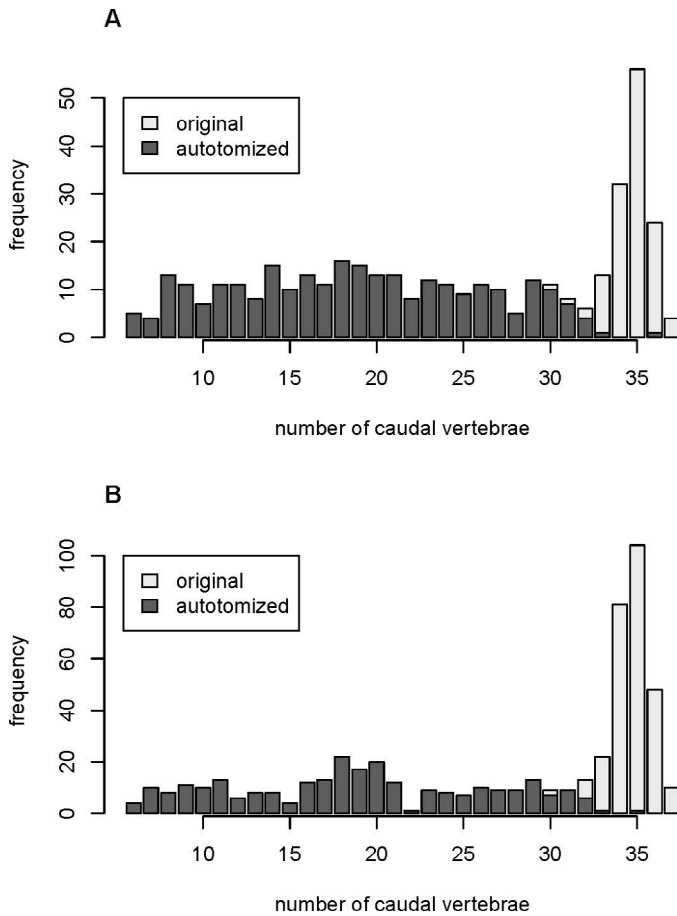 A
frequency
50
40
30
20
10
0
original
autotomized
10 15 20 25 30 35
number of caudal vertebrae
B
frequency
100
80
60
40
20
0
original
autotomized
10 15 20 25 30 35
number of caudal vertebrae